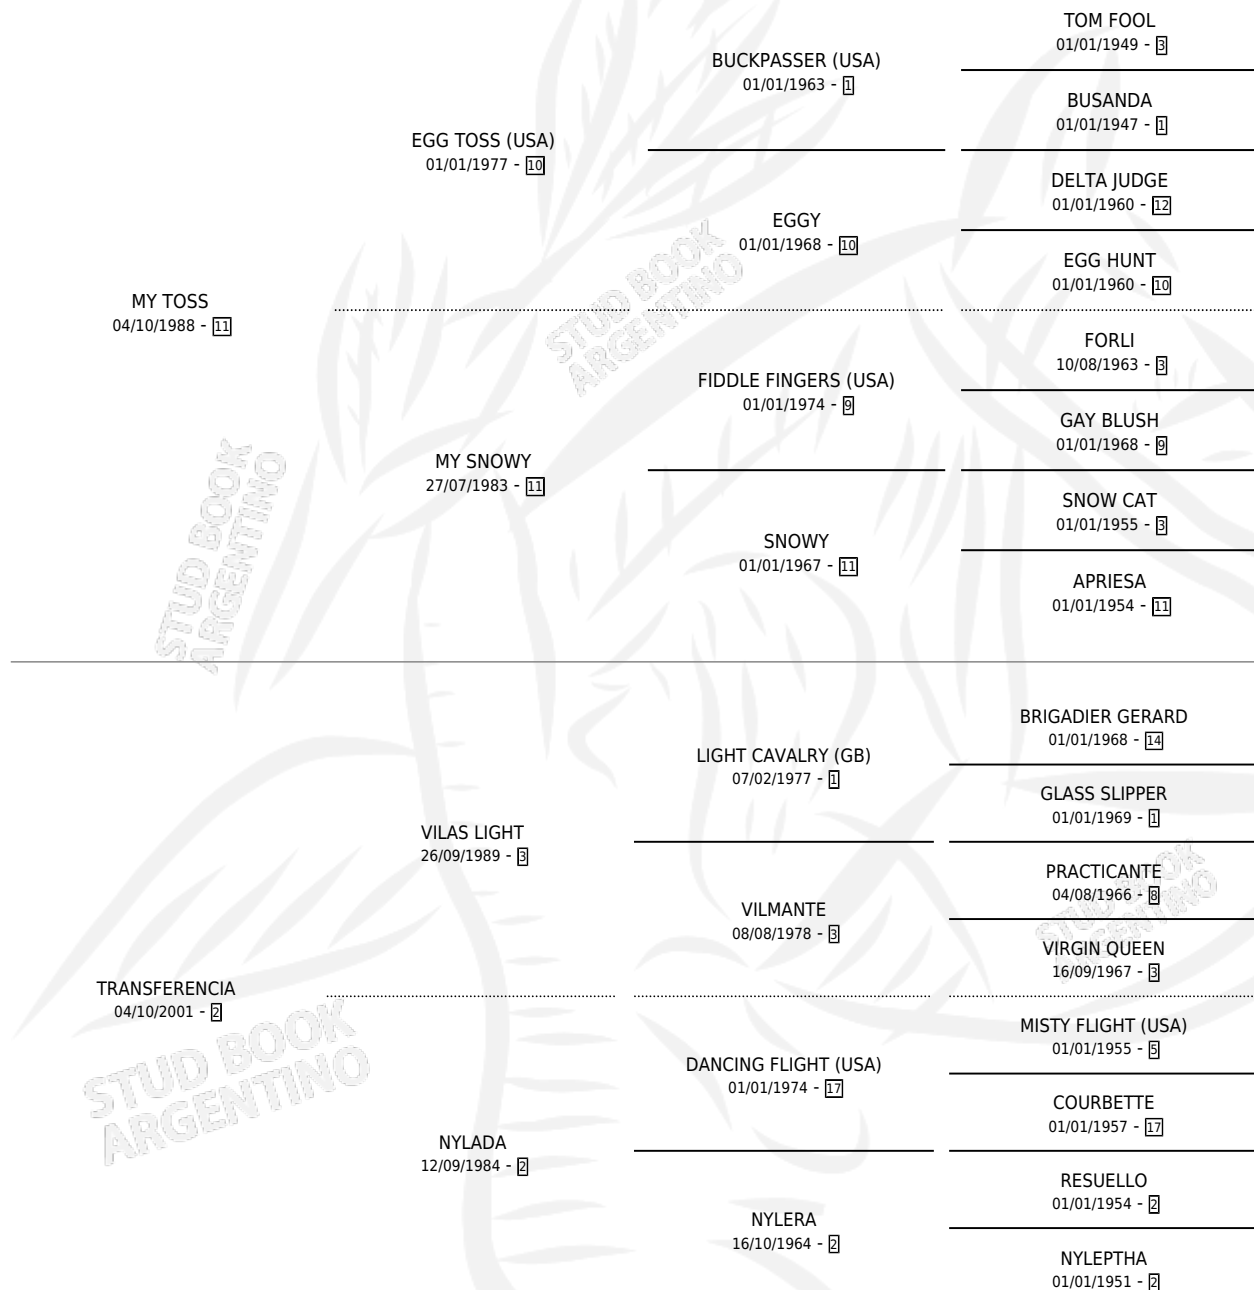 TOM FOOL
01/01/1949 - 3
BUCKPASSER (USA)
01/01/1963 - 1
BUSANDA
01/01/1947 - 1
EGG TOSS (USA)
01/01/1977 - 10
DELTA JUDGE
01/01/1960 - 12
EGGY
01/01/1968 - 10
EGG HUNT
01/01/1960 - 10
MY TOSS
04/10/1988 - 11
FORLI
10/08/1963 - 3
FIDDLE FINGERS (USA)
01/01/1974 - 9
GAY BLUSH
01/01/1968 - 9
MY SNOWY
27/07/1983 - 11
SNOW CAT
01/01/1955 - 3
SNOWY
01/01/1967 - 11
APRIESA
01/01/1954 - 11
BRIGADIER GERARD
01/01/1968 - 14
LIGHT CAVALRY (GB)
07/02/1977 - 1
GLASS SLIPPER
01/01/1969 - 1
VILAS LIGHT
26/09/1989 - 3
PRACTICANTE
04/08/1966 - 8
VILMANTE
08/08/1978 - 3
VIRGIN QUEEN
16/09/1967 - 3
TRANSFERENCIA
04/10/2001 - 2
MISTY FLIGHT (USA)
01/01/1955 - 5
DANCING FLIGHT (USA)
01/01/1974 - 17
COURBETTE
01/01/1957 - 17
NYLADA
12/09/1984 - 2
RESUELLO
01/01/1954 - 2
NYLERA
16/10/1964 - 2
NYLEPTHA
01/01/1951 - 2
STUD BOOK
ARGENTINO
STUD BOOK
ARGENTINO
STUD BOOK
ARGENTINO
STUD BOOK
ARGENTINO